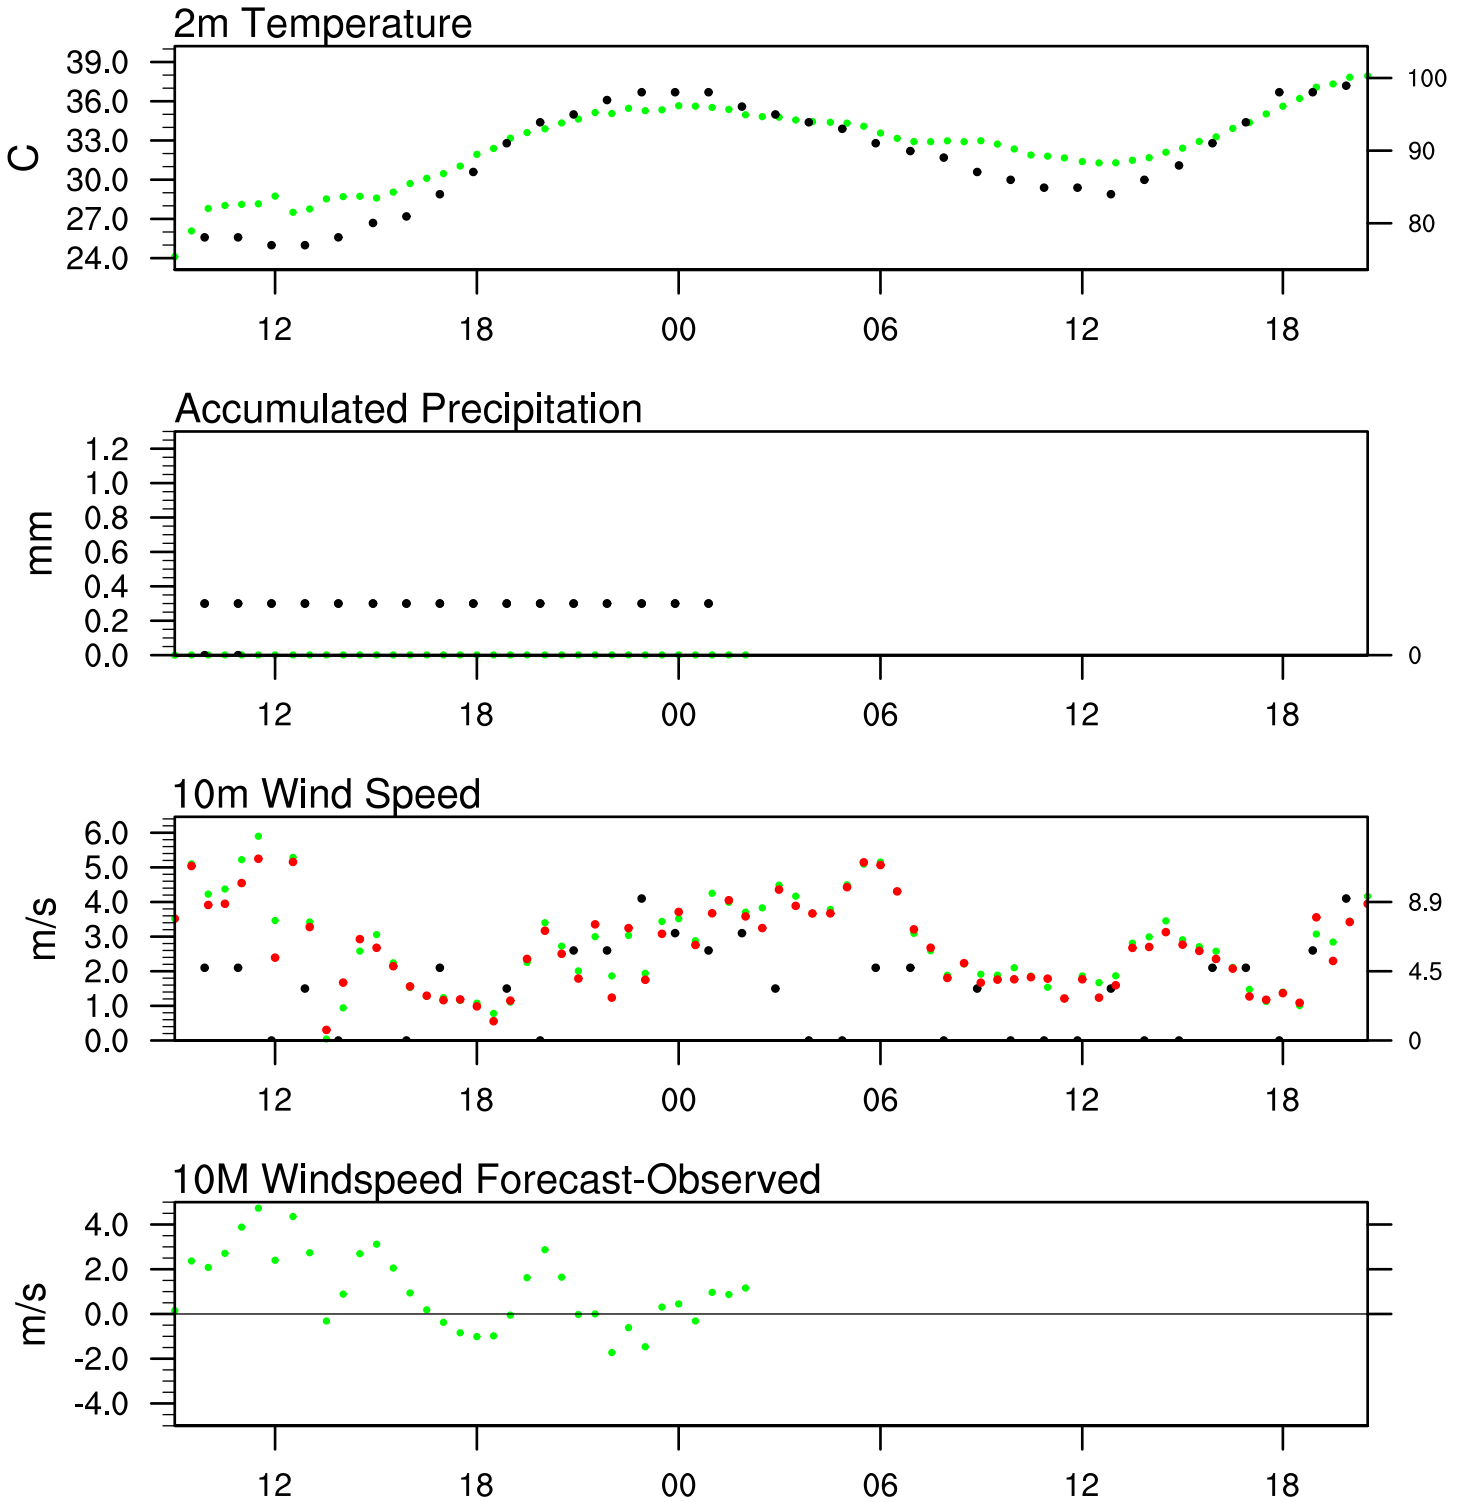 2m Temperature
39.0
36.0
33.0
30.0
27.0
24.0
C
100
90
80
12 18 00 06 12 18
Accumulated Precipitation
1.2
1.0
0.8
0.6
0.4
0.2
0.0
mm
0
12 18 00 06 12 18
10m Wind Speed
6.0
5.0
4.0
3.0
2.0
1.0
0.0
m/s
8.9
4.5
0
12 18 00 06 12 18
10M Windspeed Forecast-Observed
4.0
2.0
0.0
-2.0
-4.0
m/s
12 18 00 06 12 18